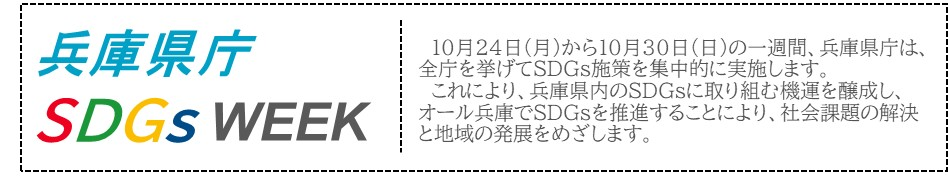 兵庫県庁
SDGs WEEK
10月24日(月)から10月30日(日)の一週間、兵庫県庁は、
全庁を挙げてSDGs施策を集中的に実施します。
これにより、兵庫県内のSDGsに取り組む機運を醸成し、
オール兵庫でSDGsを推進することにより、社会課題の解決
と地域の発展をめざします。